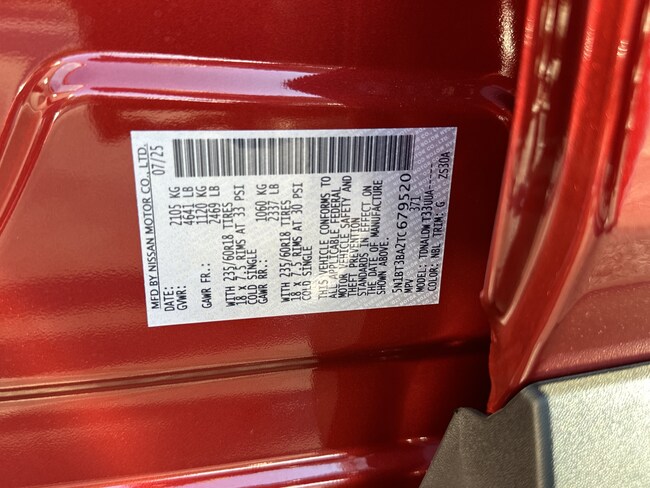 MFD BY NISSAN MOTOR CO., LTD.
DATE: 07/25
GVWR: 2105 KG
4641 LB
GAWR FR.: 1120 KG
2469 LB
WITH 235/60R18 TIRES
18 X 7.5 RIMS AT 33 PSI
COLD SINGLE
GAWR RR.: 1060 KG
2337 LB
WITH 235/60R18 TIRES
18 X 7.5 RIMS AT 30 PSI
COLD SINGLE
THIS VEHICLE CONFORMS TO
ALL APPLICABLE FEDERAL
MOTOR VEHICLE SAFETY AND
THEFT PREVENTION
STANDARDS IN EFFECT ON
THE DATE OF MANUFACTURE
SHOWN ABOVE.
5N1BT3BA2TC679520
MPV 371
MODEL:
COLOR: NBL TRIM: G 2S30A